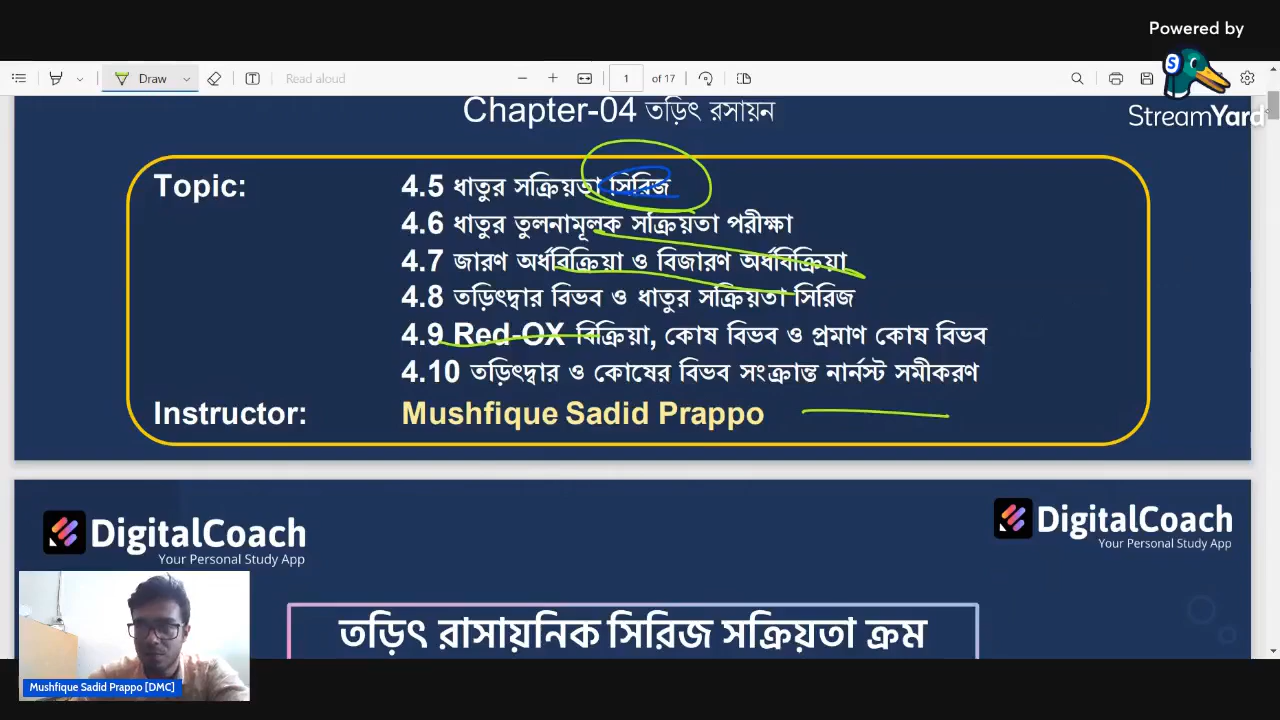 Powered by
Draw
Read aloud
1 of 17
StreamYard
Chapter-04 তড়িৎ রসায়ন
Topic: 4.5 ধাতুর সক্রিয়তা সিরিজ
4.6 ধাতুর তুলনামূলক সক্রিয়তা পরীক্ষা
4.7 জারণ অর্ধবিক্রিয়া ও বিজারণ অর্ধবিক্রিয়া
4.8 তড়িৎদ্বার বিভব ও ধাতুর সক্রিয়তা সিরিজ
4.9 Red-OX বিক্রিয়া, কোষ বিভব ও প্রমাণ কোষ বিভব
4.10 তড়িৎদ্বার ও কোষের বিভব সংক্রান্ত নার্নস্ট সমীকরণ
Instructor: Mushfique Sadid Prappo
DigitalCoach
Your Personal Study App
DigitalCoach
Your Personal Study App
তড়িৎ রাসায়নিক সিরিজ সক্রিয়তা ক্রম
Mushfique Sadid Prappo [DMC]